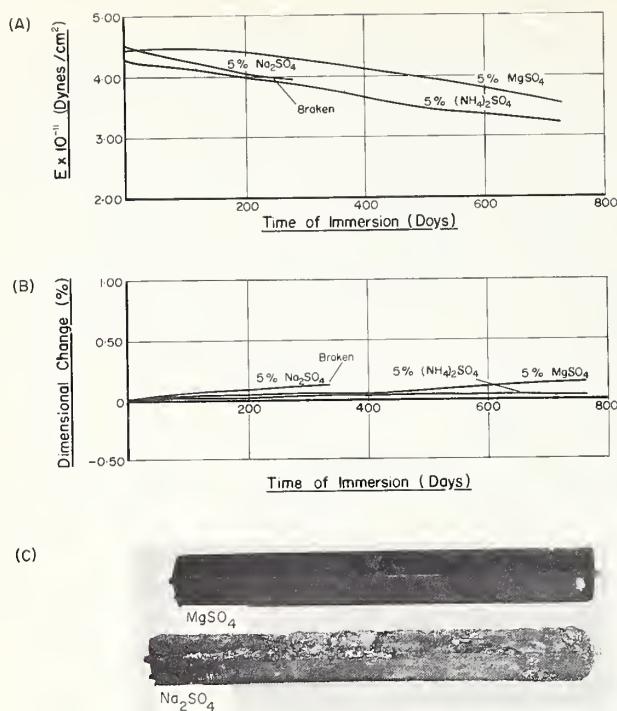 (A)
5·00
4·00
3·00
2·00
E x 10⁻¹¹ (Dynes/cm²)
5% Na₂SO₄
5% MgSO₄
Broken
5% (NH₄)₂SO₄
200
400
600
800
Time of Immersion (Days)
(B)
1·00
0·50
0
-0·50
Dimensional Change (%)
Broken
5% Na₂SO₄
5% (NH₄)₂SO₄
5% MgSO₄
200
400
600
800
Time of Immersion (Days)
(C)
MgSO₄
Na₂SO₄